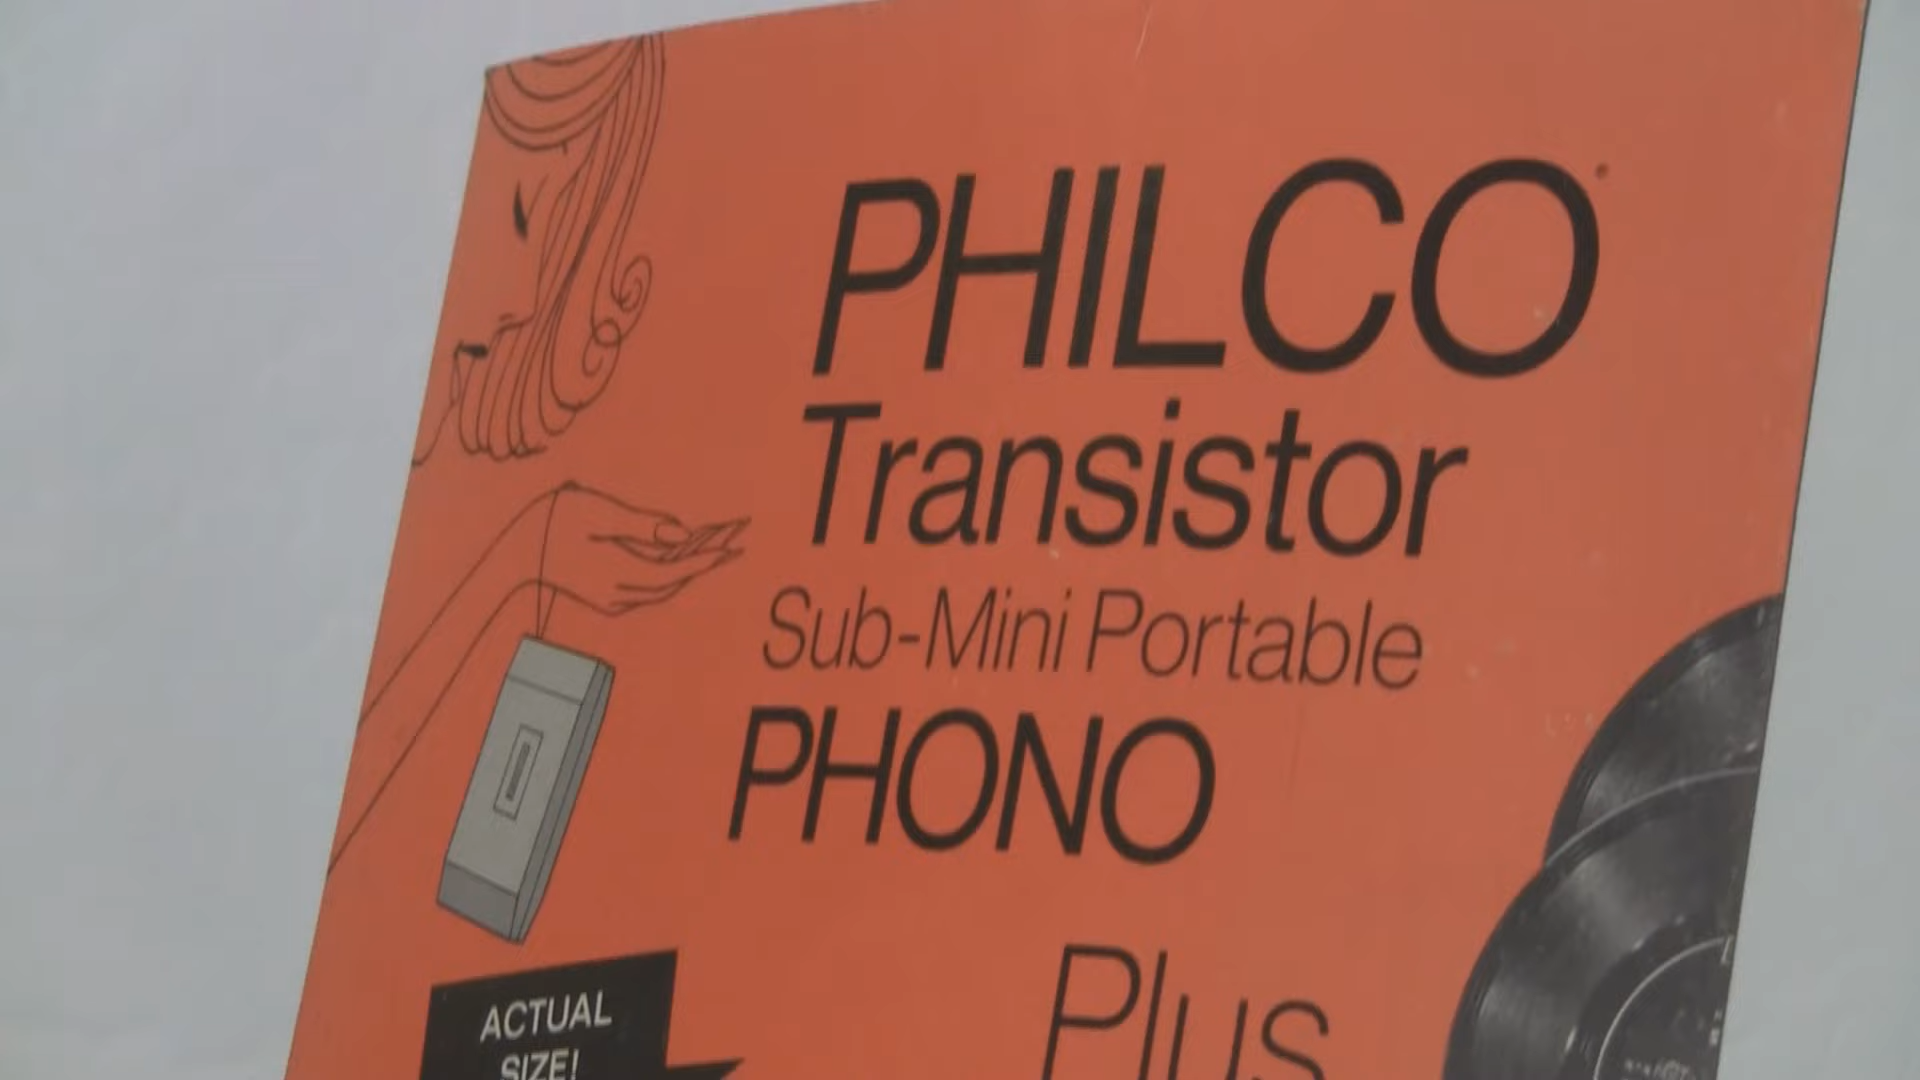 PHILCO
Transistor
Sub-Mini Portable
PHONO
Plus
ACTUAL
SIZE!